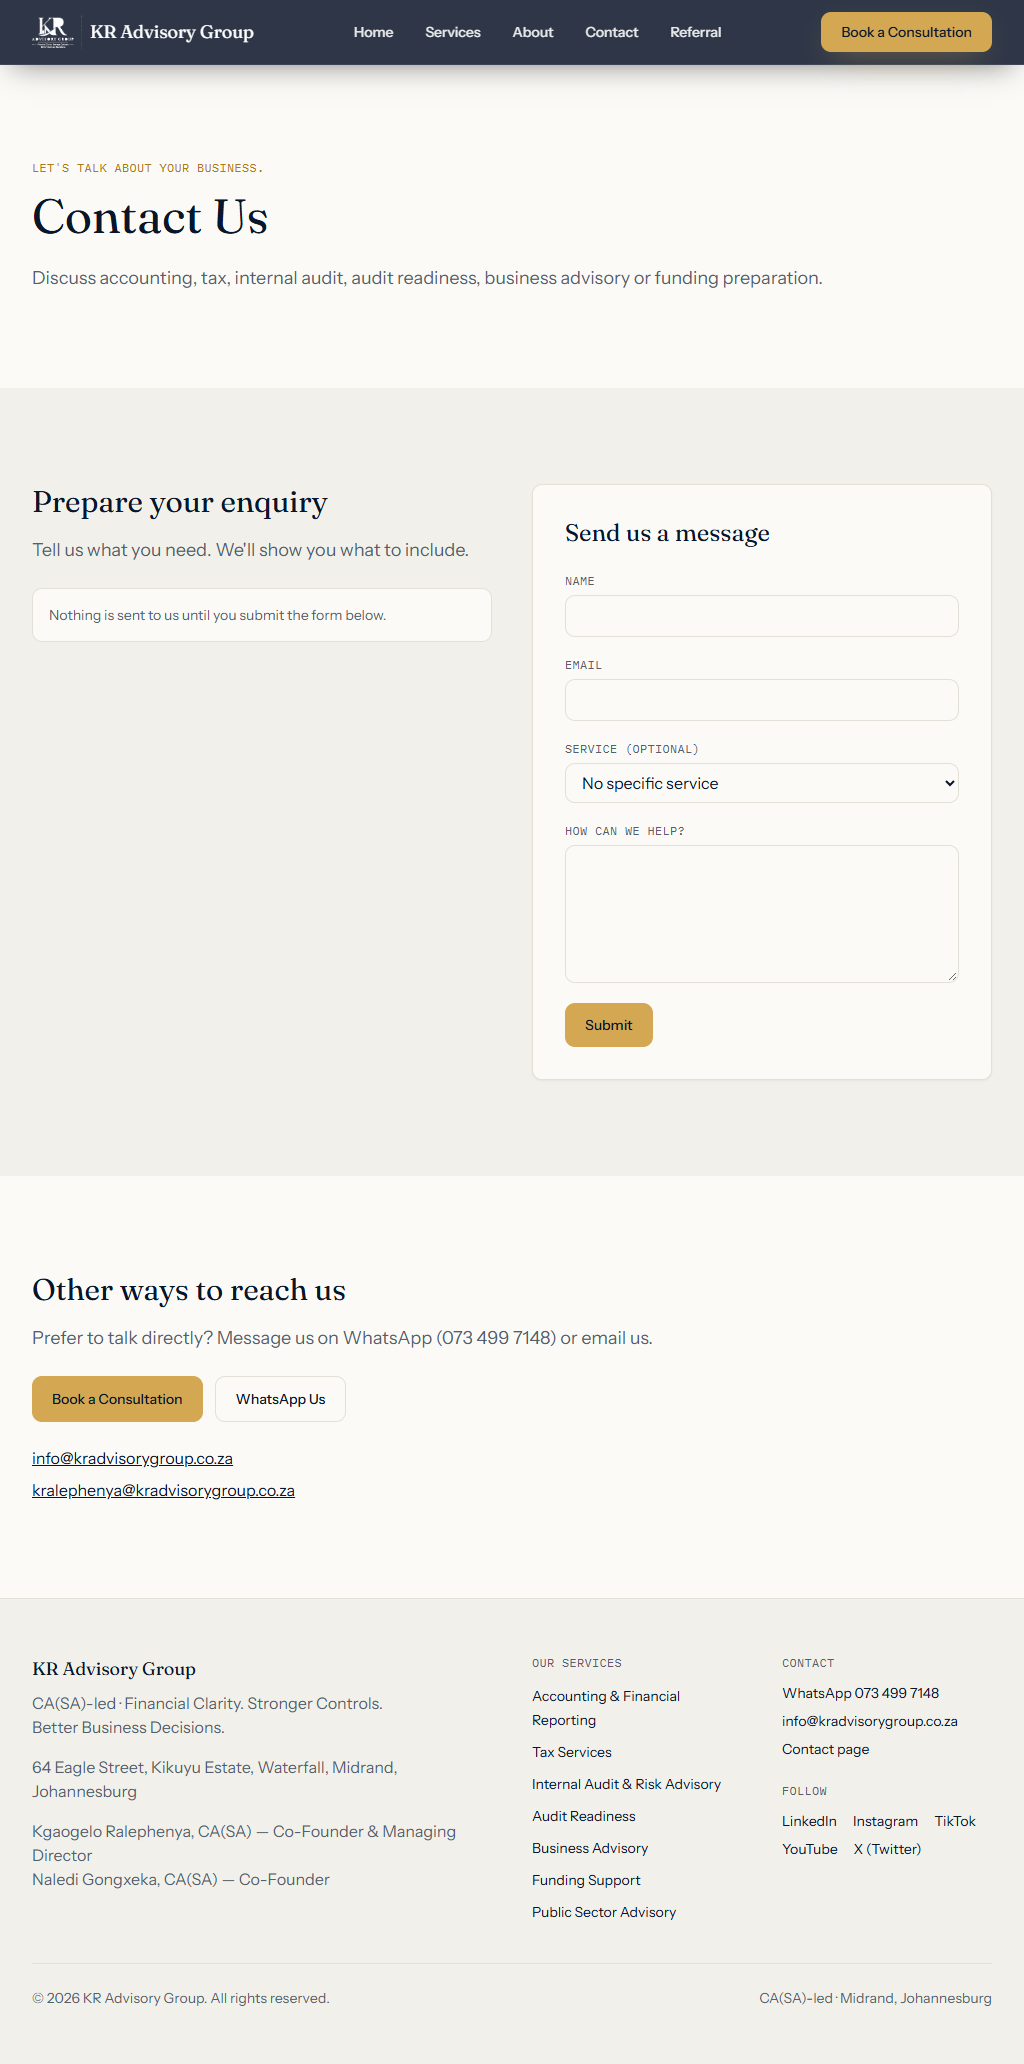 KR
ADVISORY GROUP
KR Advisory Group
Home
Services
About
Contact
Referral
Book a Consultation
LET'S TALK ABOUT YOUR BUSINESS.
Contact Us
Discuss accounting, tax, internal audit, audit readiness, business advisory or funding preparation.
Prepare your enquiry
Tell us what you need. We'll show you what to include.
Nothing is sent to us until you submit the form below.
Send us a message
NAME
EMAIL
SERVICE (OPTIONAL)
No specific service
HOW CAN WE HELP?
Submit
Other ways to reach us
Prefer to talk directly? Message us on WhatsApp (073 499 7148) or email us.
Book a Consultation
WhatsApp Us
info@kradvisorygroup.co.za
kralephenya@kradvisorygroup.co.za
KR Advisory Group
CA(SA)-led · Financial Clarity. Stronger Controls.
Better Business Decisions.
64 Eagle Street, Kikuyu Estate, Waterfall, Midrand,
Johannesburg
Kgaogelo Ralephenya, CA(SA) — Co-Founder & Managing
Director
Naledi Gongxeka, CA(SA) — Co-Founder
OUR SERVICES
Accounting & Financial
Reporting
Tax Services
Internal Audit & Risk Advisory
Audit Readiness
Business Advisory
Funding Support
Public Sector Advisory
CONTACT
WhatsApp 073 499 7148
info@kradvisorygroup.co.za
Contact page
FOLLOW
LinkedIn
Instagram
TikTok
YouTube
X (Twitter)
© 2026 KR Advisory Group. All rights reserved.
CA(SA)-led · Midrand, Johannesburg